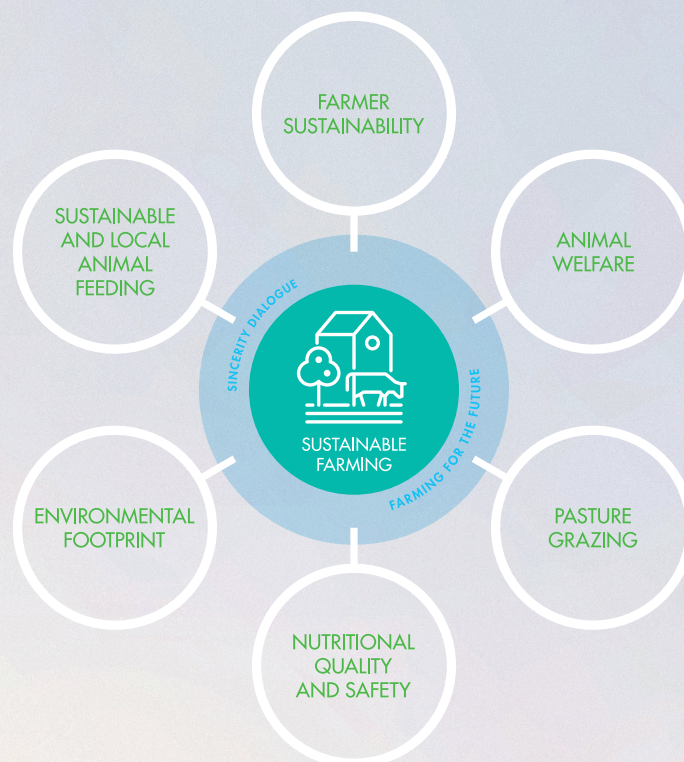 FARMER
SUSTAINABILITY
SUSTAINABLE
AND LOCAL
ANIMAL
FEEDING
ANIMAL
WELFARE
SINCERITY DIALOGUE
SUSTAINABLE
FARMING
FARMING FOR THE FUTURE
ENVIRONMENTAL
FOOTPRINT
PASTURE
GRAZING
NUTRITIONAL
QUALITY
AND SAFETY